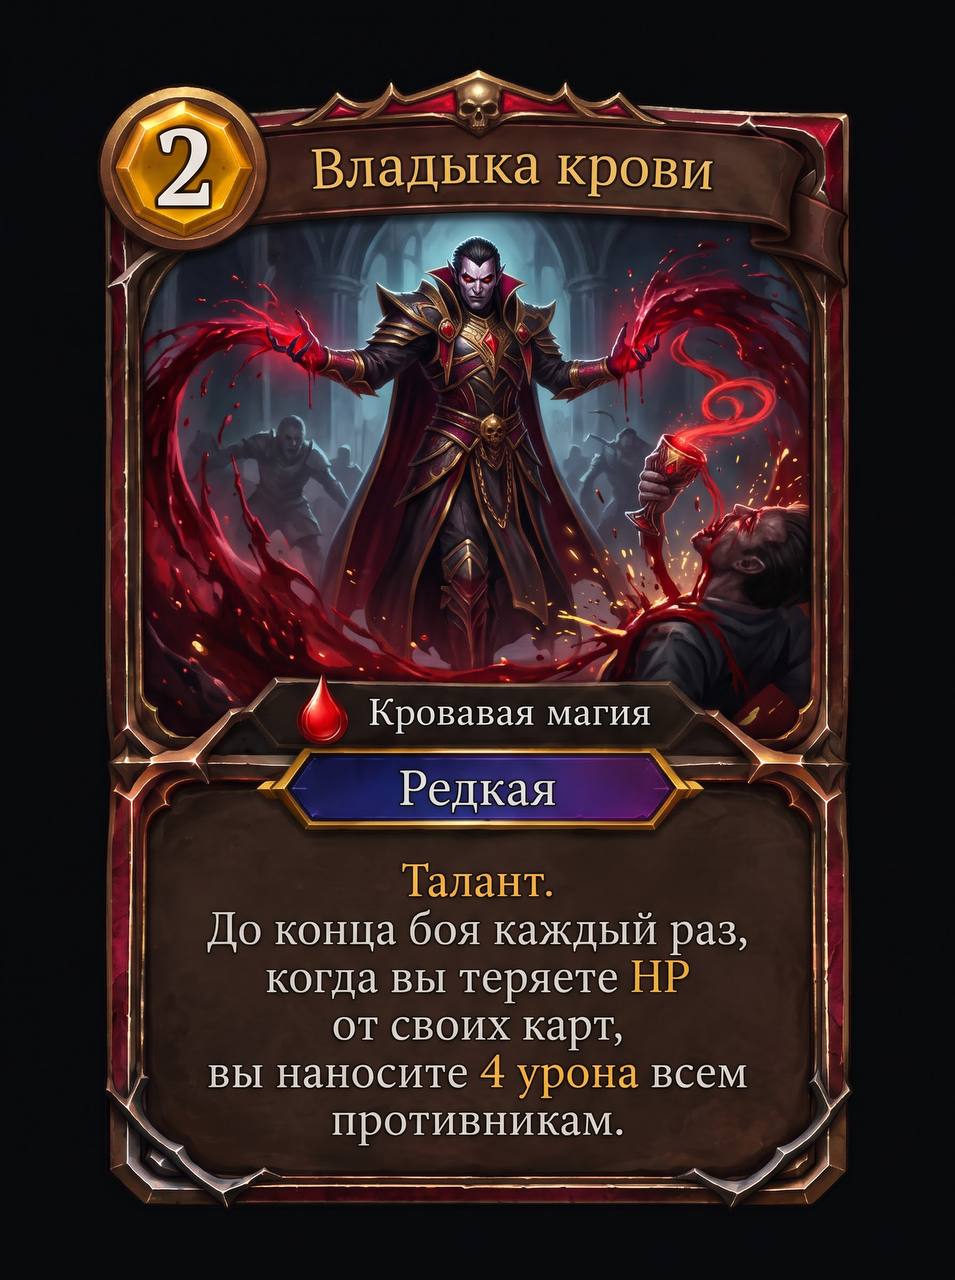 2
Владыка крови
Кровавая магия
Редкая
Талант.
До конца боя каждый раз,
когда вы теряете HP
от своих карт,
вы наносите 4 урона всем
противникам.